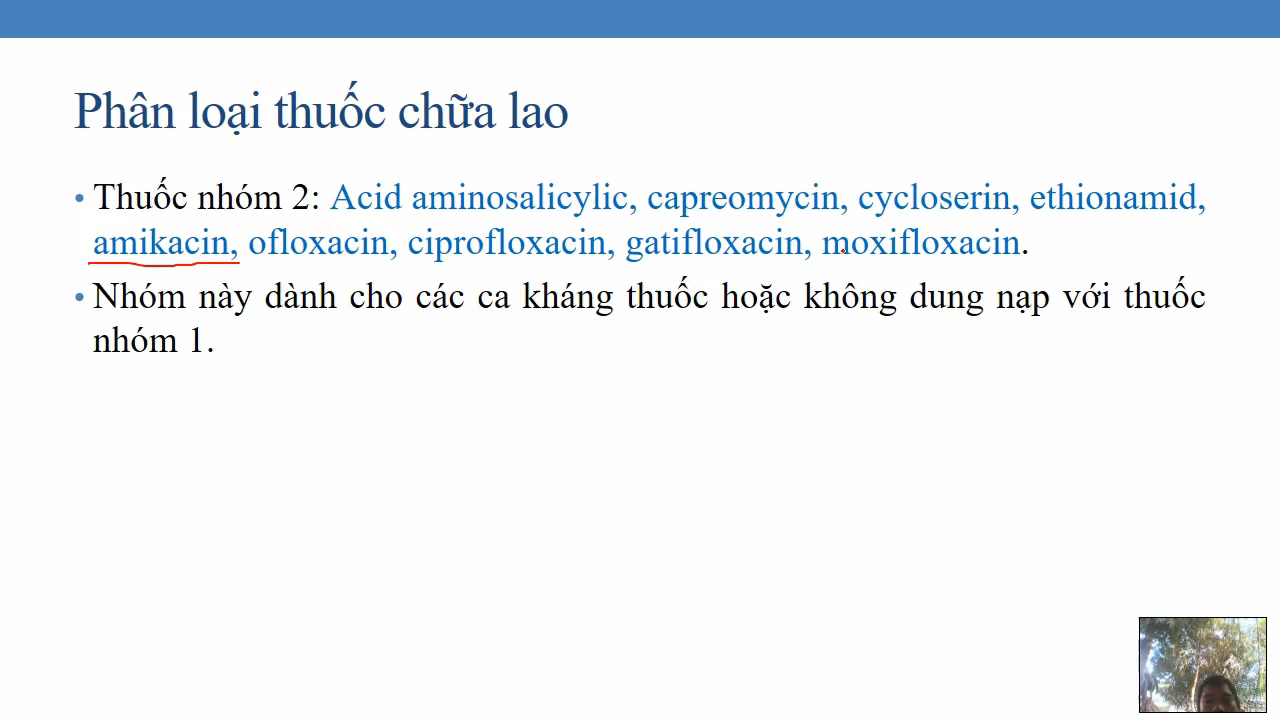 Phân loại thuốc chữa lao
• Thuốc nhóm 2: Acid aminosalicylic, capreomycin, cycloserin, ethionamid,
amikacin, ofloxacin, ciprofloxacin, gatifloxacin, moxifloxacin.
• Nhóm này dành cho các ca kháng thuốc hoặc không dung nạp với thuốc
nhóm 1.